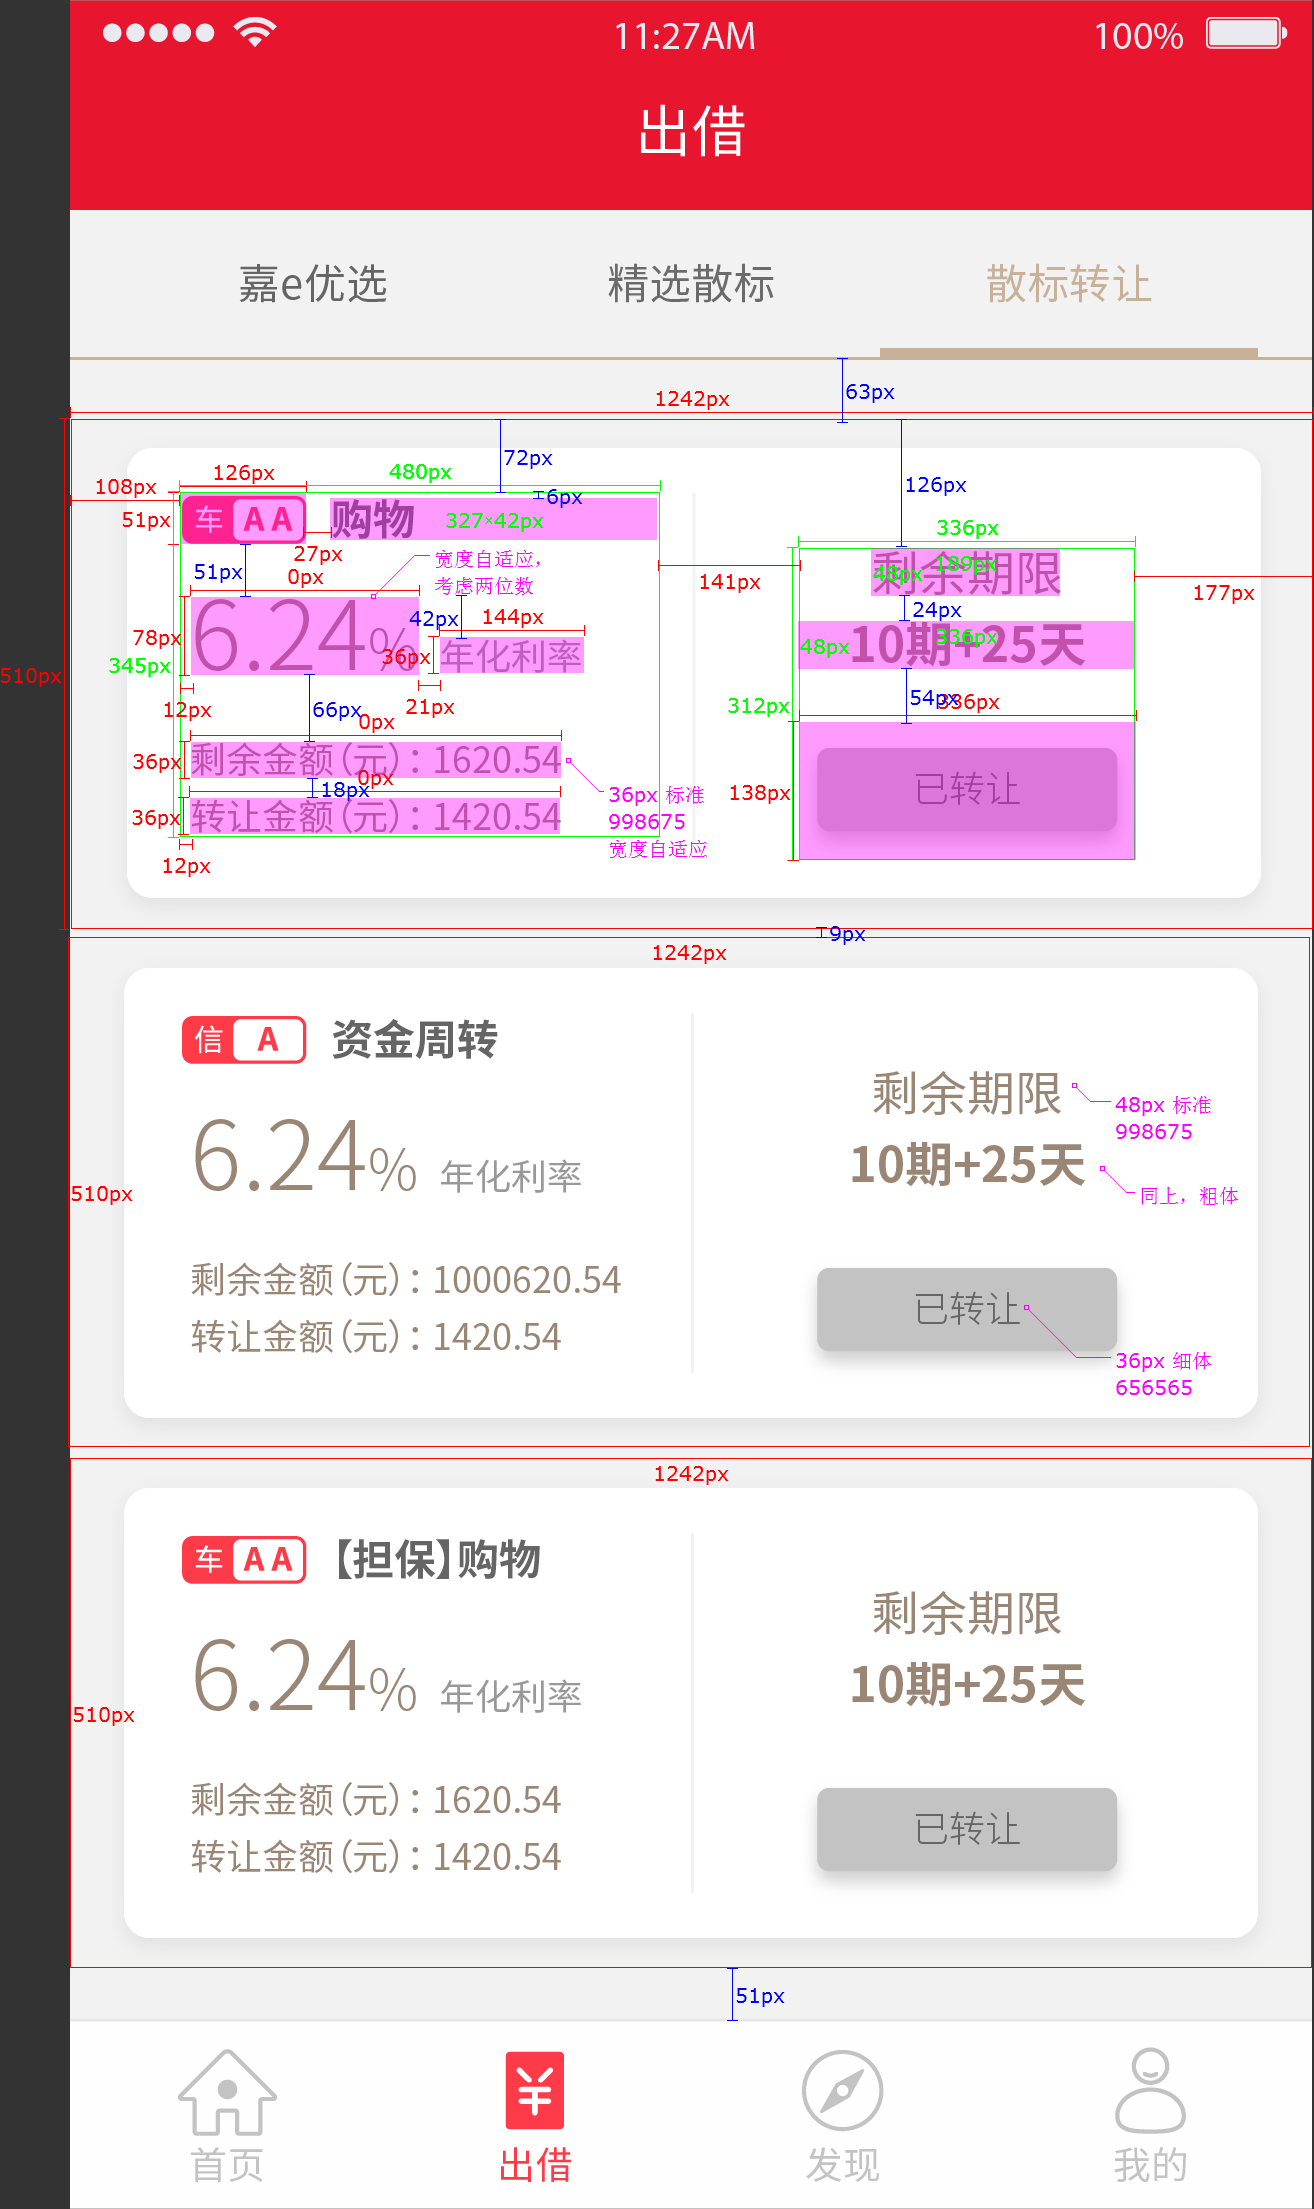 11:27AM 100%
出借
嘉e优选 精选散标 散标转让
63px
1242px
72px
126px 480px
108px 6px 126px
51px 车 AA 购物 327×42px 336px
27px 宽度自适应,
剩余期限
48px 189px
51px 0px 考虑两位数 141px 177px
42px 144px 24px
78px 6.24% 36px 年化利率 48px 10期+25天 336px
345px
510px
12px 66px 21px 312px 54px 336px
0px
36px 剩余金额（元）：1620.54
18px 0px 36px 标准 138px 已转让
36px 转让金额（元）：1420.54 998675
宽度自适应
12px
9px
1242px
信 A 资金周转
剩余期限
48px 标准
998675
6.24% 年化利率 10期+25天
510px 同上，粗体
剩余金额（元）：1000620.54
已转让
转让金额（元）：1420.54
36px 细体
656565
1242px
车 AA 【担保】购物
剩余期限
6.24% 年化利率 10期+25天
510px
剩余金额（元）：1620.54
已转让
转让金额（元）：1420.54
51px
首页 出借 发现 我的